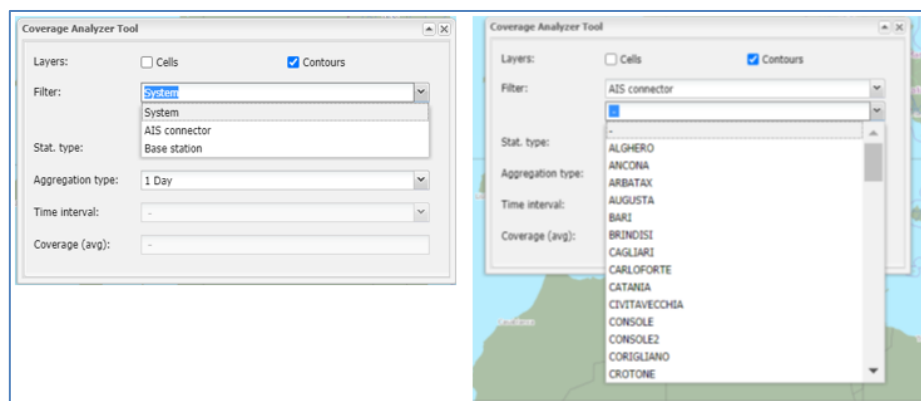 Coverage Analyzer Tool
Layers: Cells Contours
Filter: System
System
AIS connector
Base station
Stat. type:
Aggregation type: 1 Day
Time interval: -
Coverage (avg): -
Coverage Analyzer Tool
Layers: Cells Contours
Filter: AIS connector
-
-
Stat. type:
Aggregation type:
Time interval:
Coverage (avg):
ALGHERO
ANCONA
ARBATAX
AUGUSTA
BARI
BRINDISI
CAGLIARI
CARLOFORTE
CATANIA
CIVITAVECCHIA
CONSOLE
CONSOLE2
CORIGLIANO
CROTONE